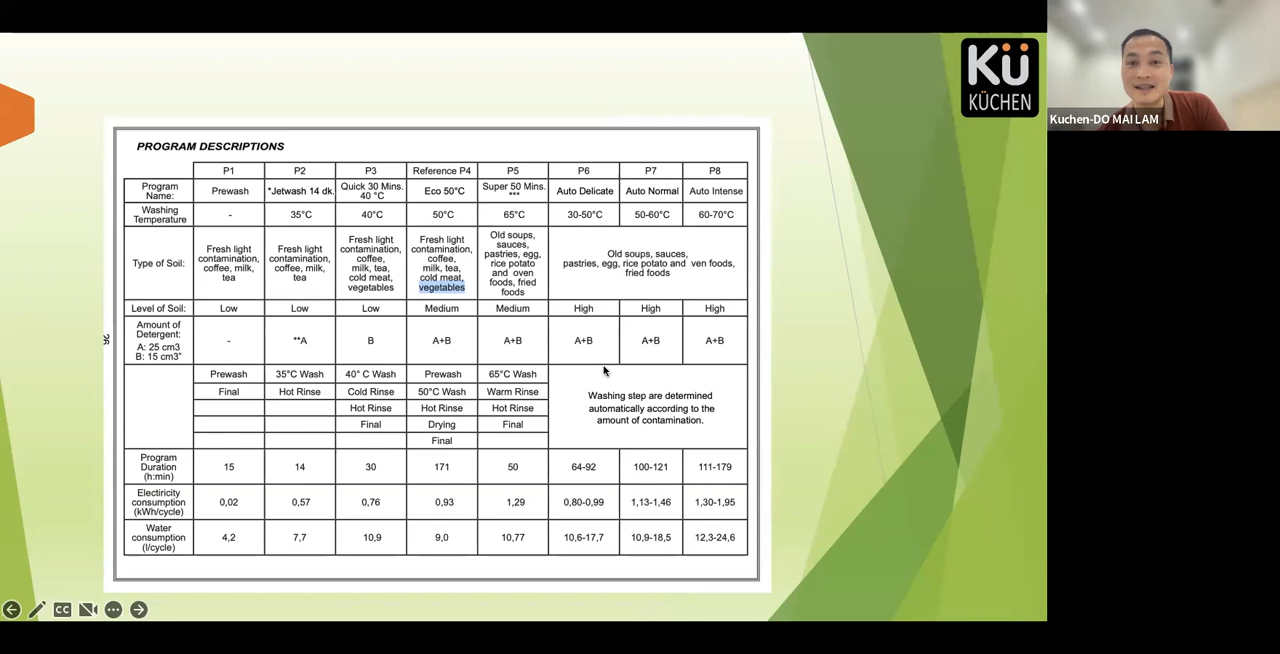 Kü
KÜCHEN
Kuchen-DO MAI LAM
PROGRAM DESCRIPTIONS
P1 P2 P3 Reference P4 P5 P6 P7 P8
Program
Name:
Prewash
*Jetwash 14 dk.
Quick 30 Mins.
40 °C
Eco 50°C
Super 50 Mins.
***
Auto Delicate
Auto Normal
Auto Intense
Washing
Temperature
- 35°C 40°C 50°C 65°C 30-50°C 50-60°C 60-70°C
Type of Soil:
Fresh light
contamination,
coffee, milk,
tea
Fresh light
contamination,
coffee, milk,
tea
Fresh light
contamination,
coffee,
milk, tea,
cold meat,
vegetables
Fresh light
contamination,
coffee,
milk, tea,
cold meat,
vegetables
Old soups,
sauces,
pastries, egg,
rice potato
and oven
foods, fried
foods
Old soups, sauces,
pastries, egg, rice potato and ven foods,
fried foods
Level of Soil: Low Low Low Medium Medium High High High
Amount of
Detergent:
A: 25 cm3
B: 15 cm3"
- **A B A+B A+B A+B A+B A+B
Prewash 35°C Wash 40° C Wash Prewash 65°C Wash
Final Hot Rinse Cold Rinse 50°C Wash Warm Rinse
Hot Rinse Hot Rinse Hot Rinse
Final Drying Final
Final
Washing step are determined
automatically according to the
amount of contamination.
Program
Duration
(h:min)
15 14 30 171 50 64-92 100-121 111-179
Electricity
consumption
(kWh/cycle)
0,02 0,57 0,76 0,93 1,29 0,80-0,99 1,13-1,46 1,30-1,95
Water
consumption
(l/cycle)
4,2 7,7 10,9 9,0 10,77 10,6-17,7 10,9-18,5 12,3-24,6
CC